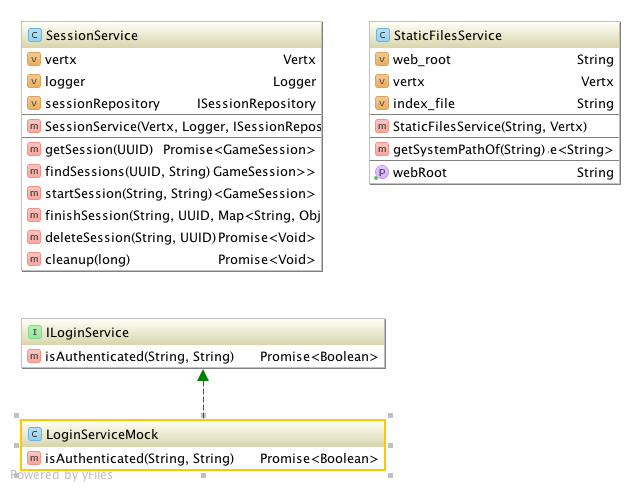 SessionService
vertx Vertx
logger Logger
sessionRepository ISessionRepository
SessionService(Vertx, Logger, ISessionRepos
getSession(UUID) Promise<GameSession>
findSessions(UUID, String) GameSession>>
startSession(String, String) <GameSession>
finishSession(String, UUID, Map<String, Obj
deleteSession(String, UUID) Promise<Void>
cleanup(long) Promise<Void>
StaticFilesService
web_root String
vertx Vertx
index_file String
StaticFilesService(String, Vertx)
getSystemPathOf(String) e<String>
webRoot String
ILoginService
isAuthenticated(String, String) Promise<Boolean>
LoginServiceMock
isAuthenticated(String, String) Promise<Boolean>
Powered by yFiles